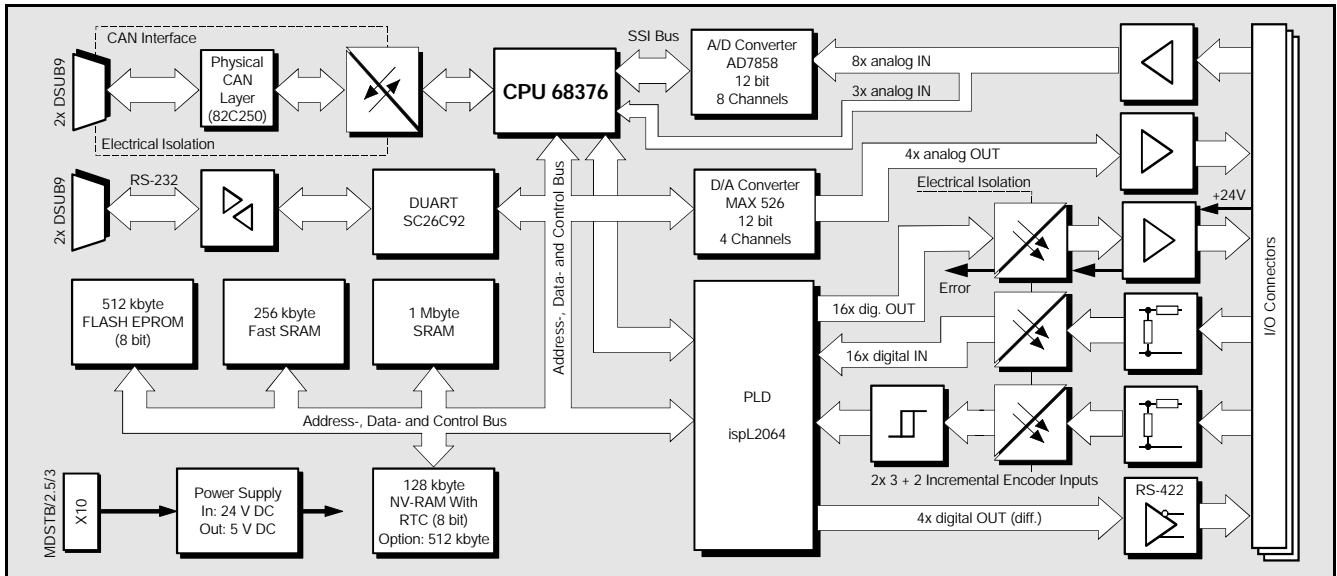 CAN Interface
2x DSUB9
Physical
CAN
Layer
(82C250)
Electrical Isolation
CPU 68376
SSI Bus
A/D Converter
AD7858
12 bit
8 Channels
8x analog IN
3x analog IN
2x DSUB9
RS-232
DUART
SC26C92
Address-, Data- and Control Bus
D/A Converter
MAX 526
12 bit
4 Channels
4x analog OUT
Electrical Isolation
+24V
Error
I/O Connectors
512 kbyte
FLASH EPROM
(8 bit)
256 kbyte
Fast SRAM
1 Mbyte
SRAM
16x dig. OUT
16x digital IN
PLD
ispL2064
Address-, Data- and Control Bus
2x 3 + 2 Incremental Encoder Inputs
MDSTB/2.5/3
X10
Power Supply
In: 24 V DC
Out: 5 V DC
128 kbyte
NV-RAM With
RTC (8 bit)
Option: 512 kbyte
4x digital OUT (diff.)
RS-422